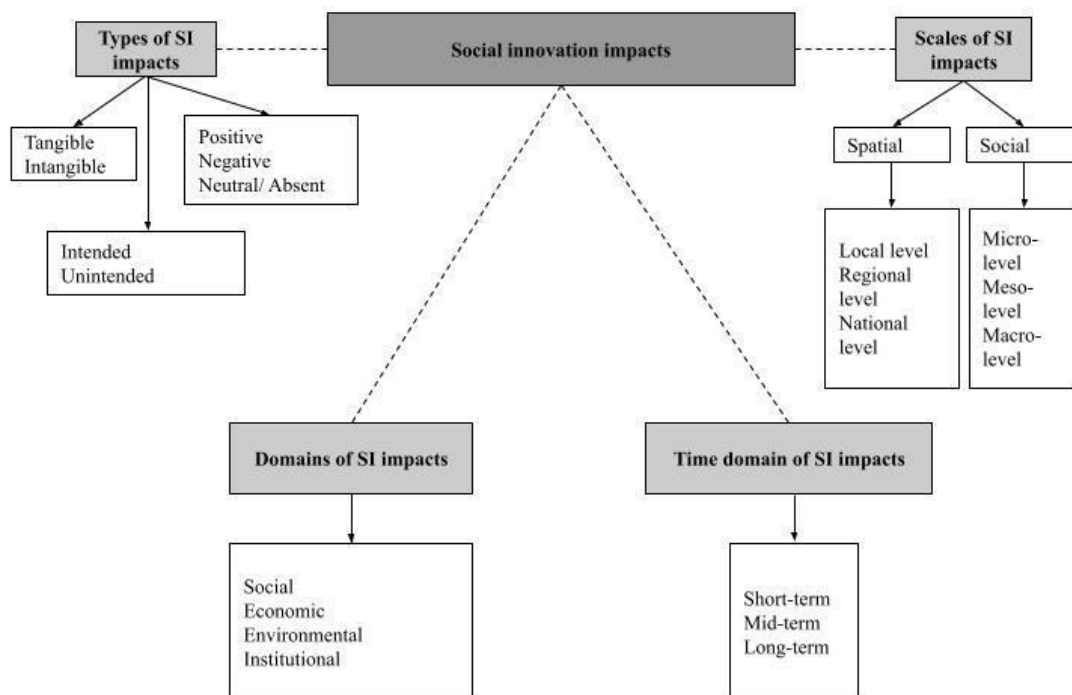 Types of SI
impacts
Social innovation impacts
Scales of SI
impacts
Tangible
Intangible
Positive
Negative
Neutral/ Absent
Intended
Unintended
Spatial
Social
Local level
Regional
level
National
level
Micro-
level
Meso-
level
Macro-
level
Domains of SI impacts
Time domain of SI impacts
Social
Economic
Environmental
Institutional
Short-term
Mid-term
Long-term